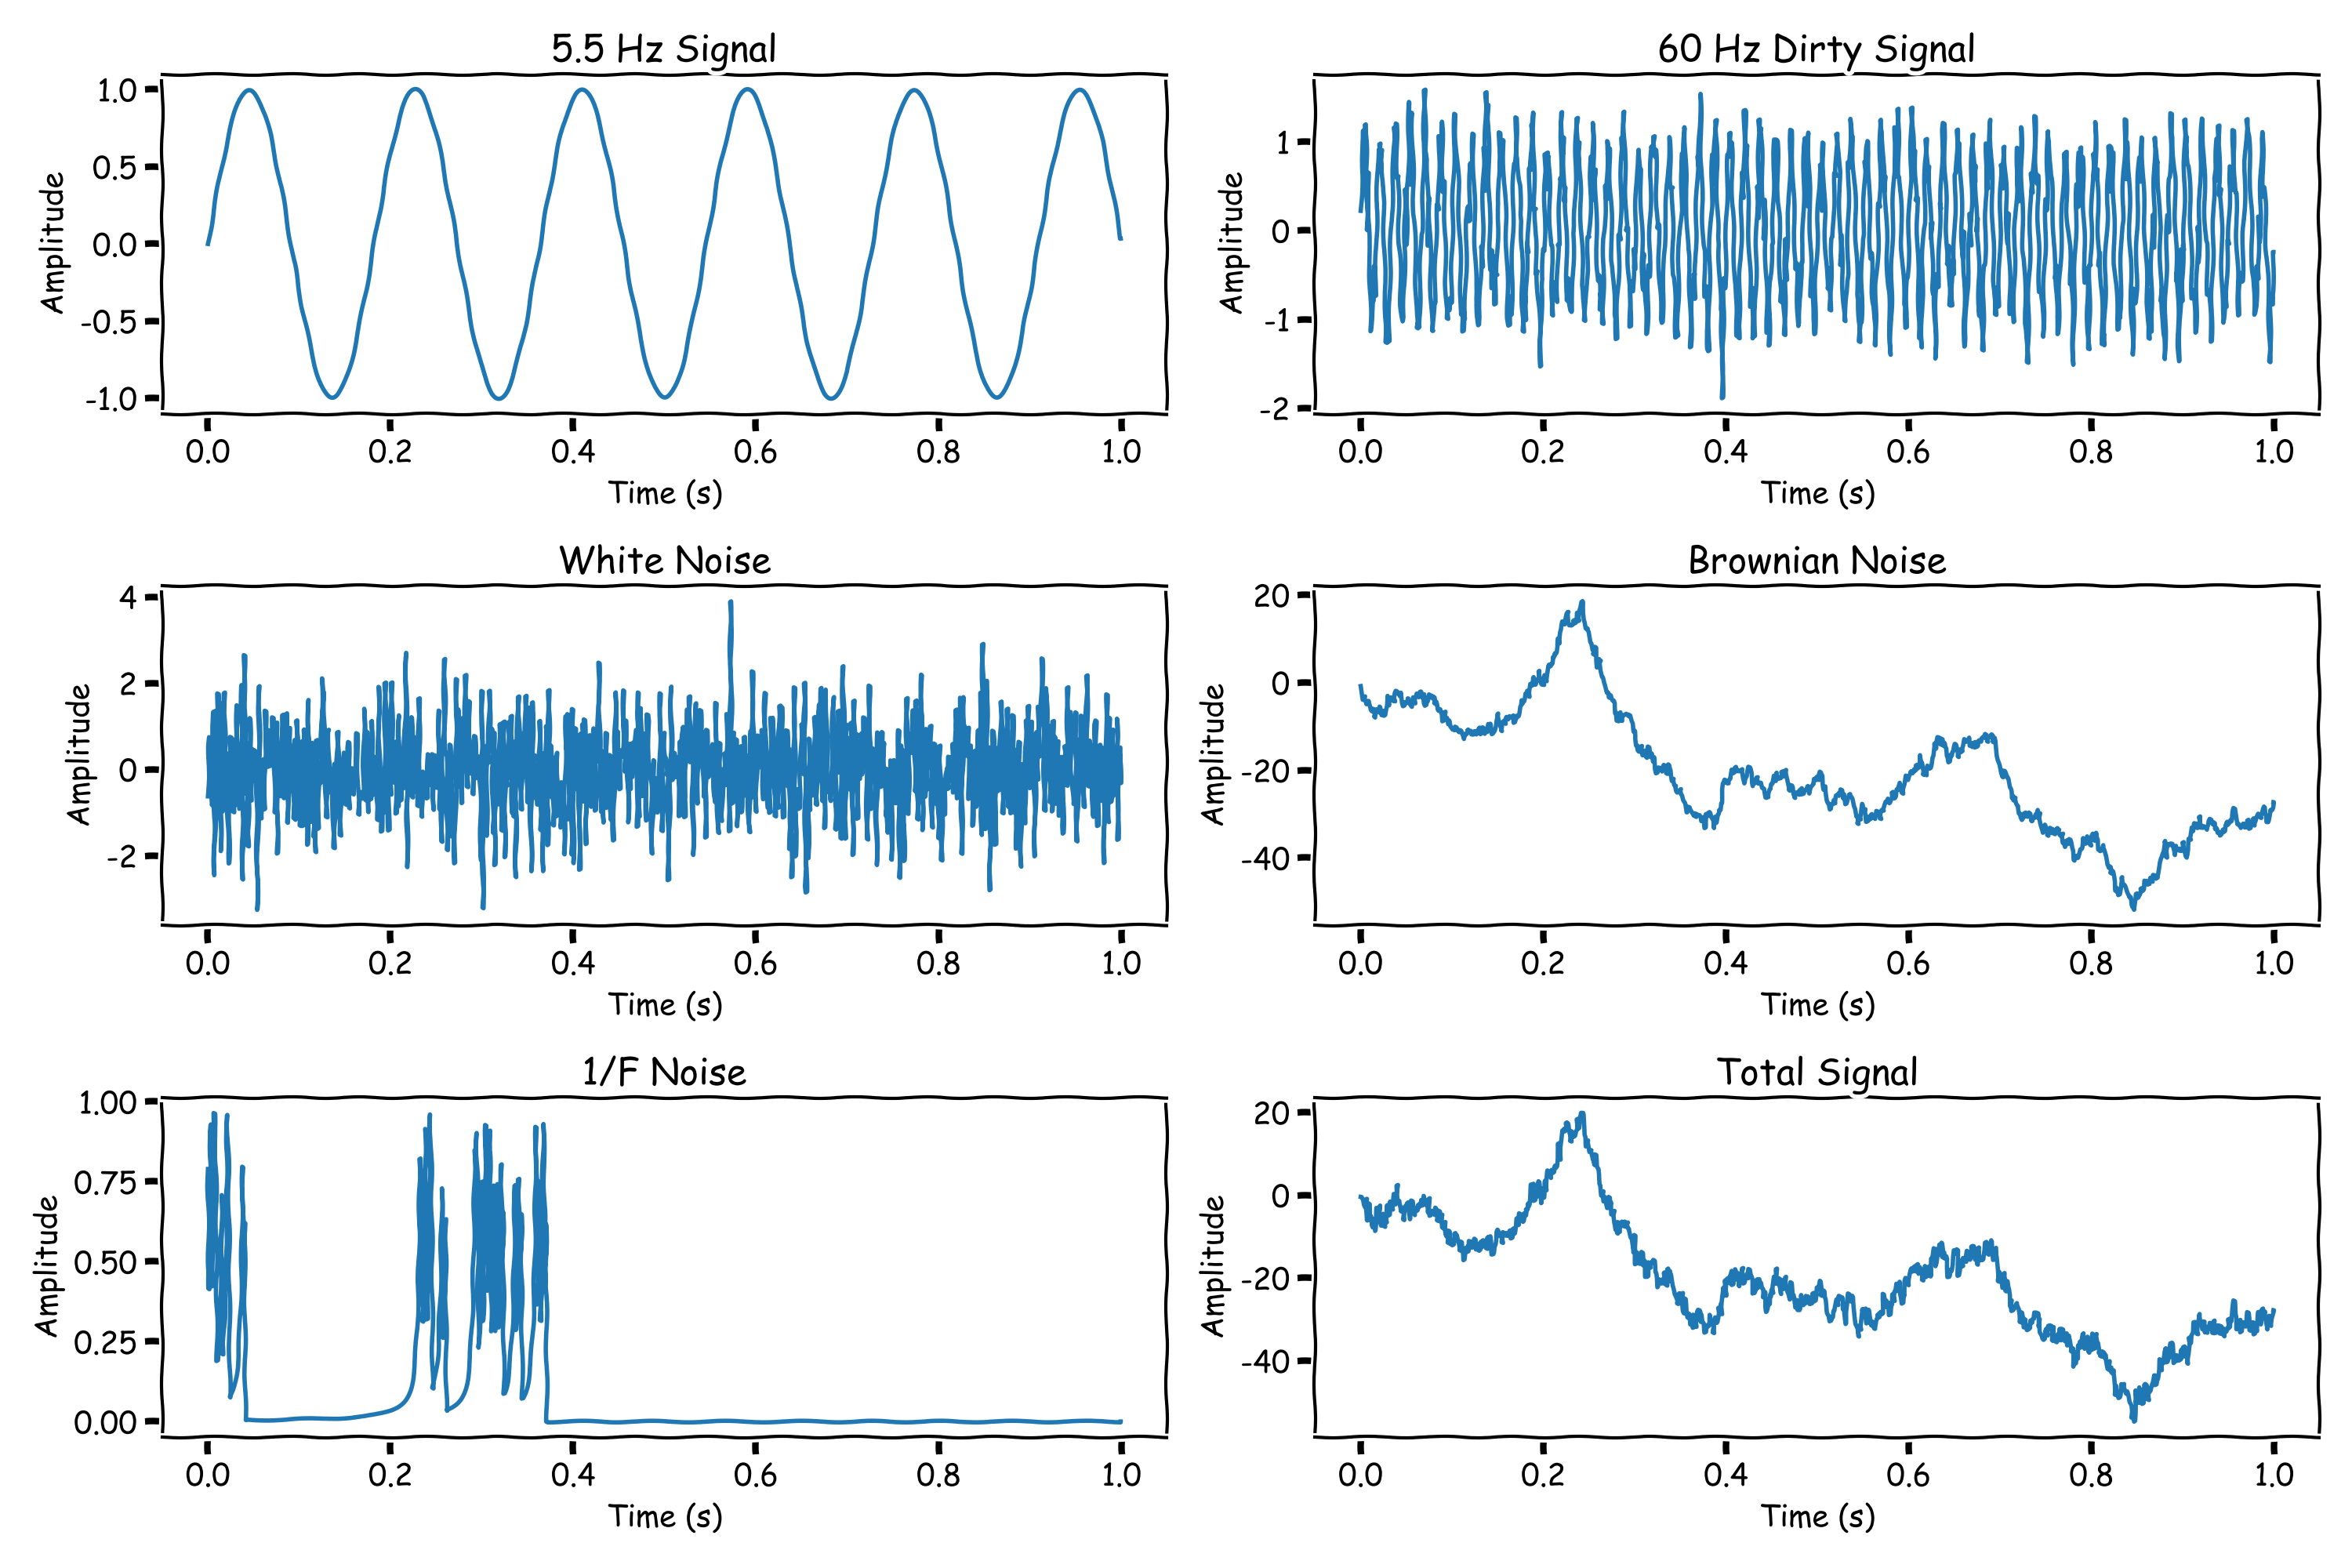 5.5 Hz Signal
1.0
0.5
0.0
-0.5
-1.0
Amplitude
0.0 0.2 0.4 0.6 0.8 1.0
Time (s)
60 Hz Dirty Signal
1
0
-1
-2
Amplitude
0.0 0.2 0.4 0.6 0.8 1.0
Time (s)
White Noise
4
2
0
-2
Amplitude
0.0 0.2 0.4 0.6 0.8 1.0
Time (s)
Brownian Noise
20
0
-20
-40
Amplitude
0.0 0.2 0.4 0.6 0.8 1.0
Time (s)
1/F Noise
1.00
0.75
0.50
0.25
0.00
Amplitude
0.0 0.2 0.4 0.6 0.8 1.0
Time (s)
Total Signal
20
0
-20
-40
Amplitude
0.0 0.2 0.4 0.6 0.8 1.0
Time (s)